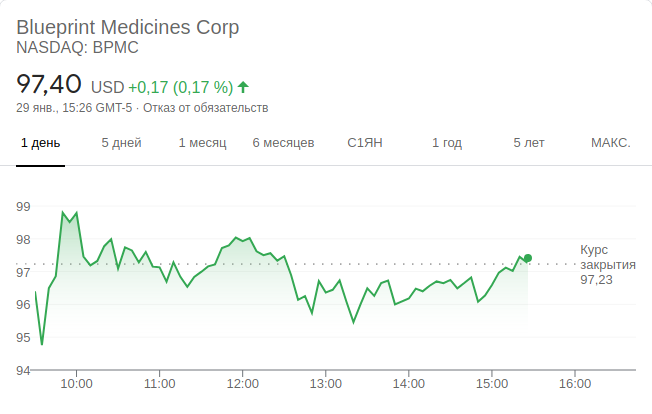 Blueprint Medicines Corp
NASDAQ: BPMC
97,40 USD +0,17 (0,17 %)
29 янв., 15:26 GMT-5 · Отказ от обязательств
1 день 5 дней 1 месяц 6 месяцев С1ЯН 1 год 5 лет МАКС.
99
98
97
96
95
94
Курс
закрытия
97,23
10:00 11:00 12:00 13:00 14:00 15:00 16:00